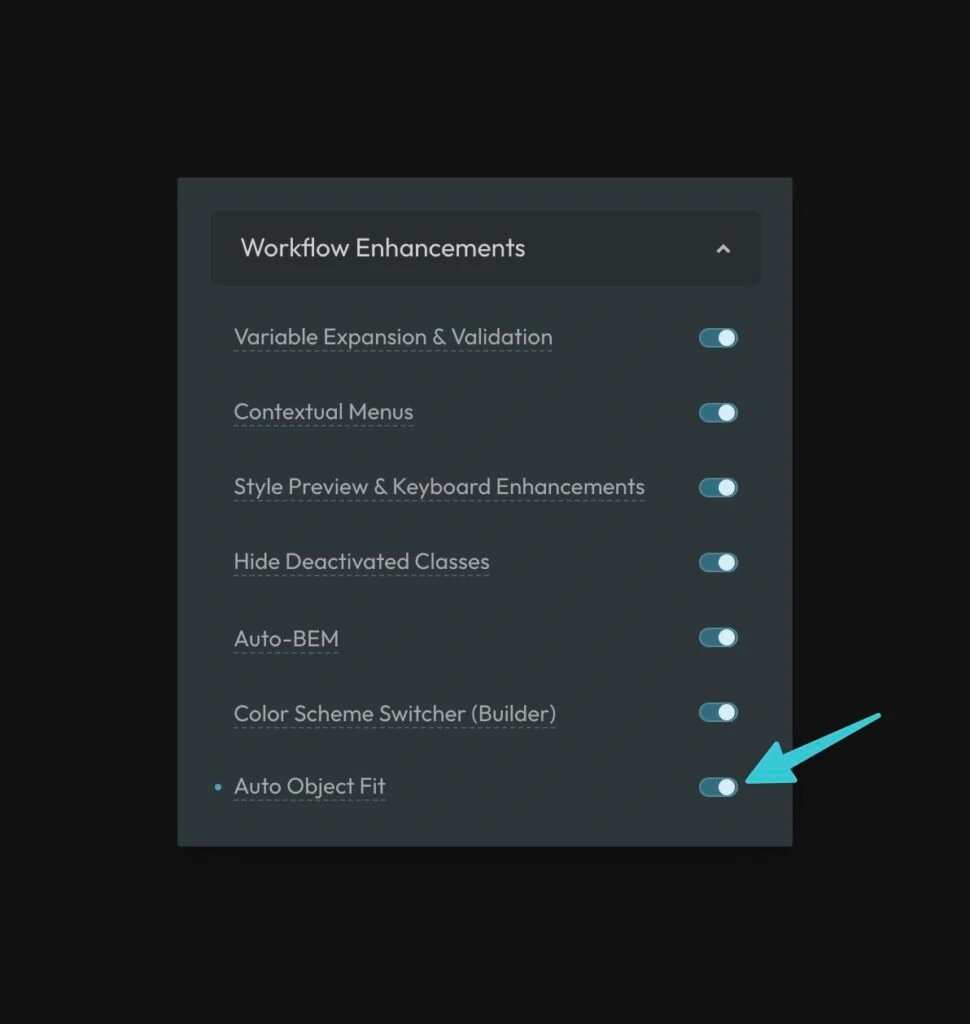 Workflow Enhancements
Variable Expansion & Validation
Contextual Menus
Style Preview & Keyboard Enhancements
Hide Deactivated Classes
Auto-BEM
Color Scheme Switcher (Builder)
Auto Object Fit